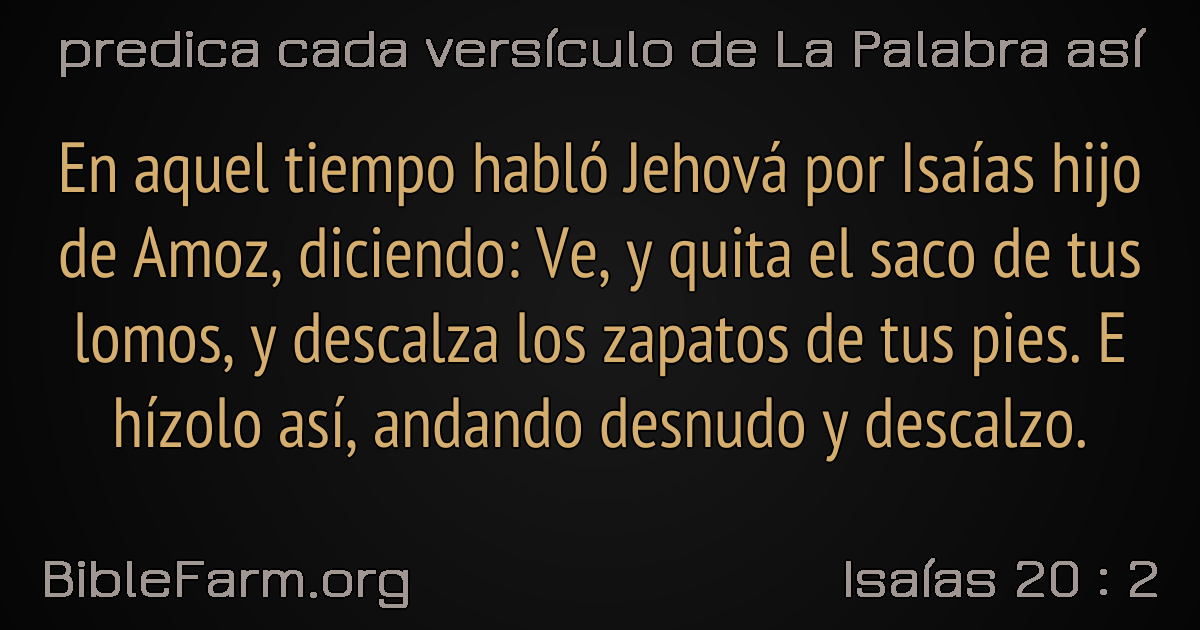 predica cada versículo de La Palabra así
En aquel tiempo habló Jehová por Isaías hijo
de Amoz, diciendo: Ve, y quita el saco de tus
lomos, y descalza los zapatos de tus pies. E
hízolo así, andando desnudo y descalzo.
BibleFarm.org
Isaías 20 : 2